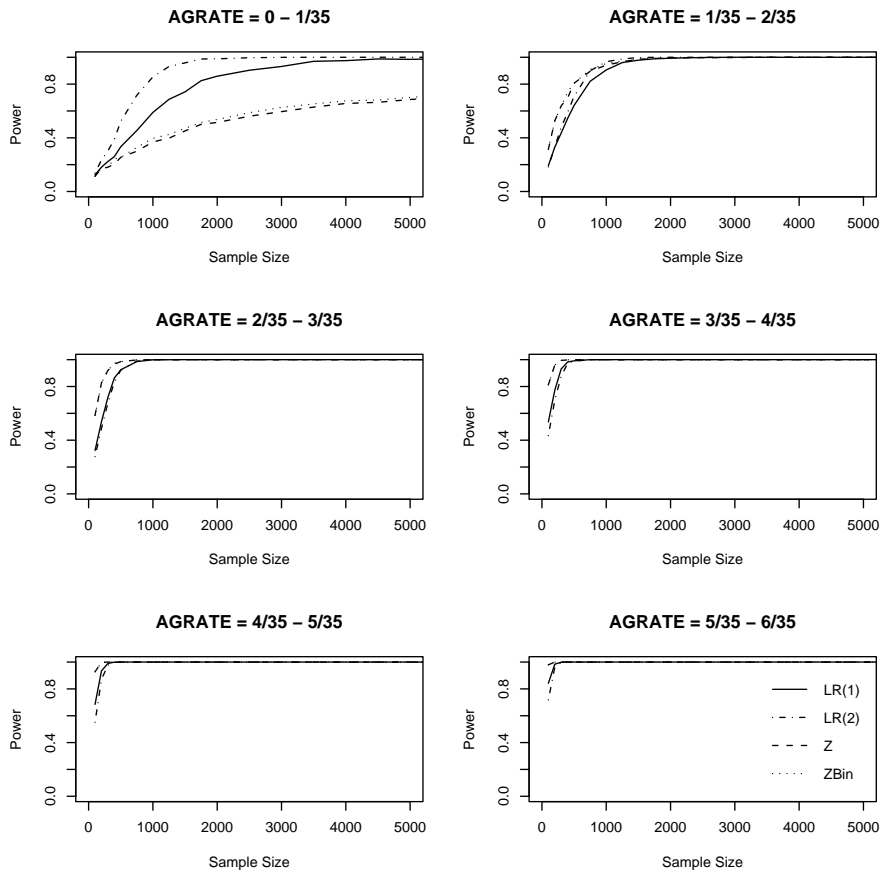 AGRATE = 0 − 1/35
Power
0.0 0.4 0.8
0 1000 2000 3000 4000 5000
Sample Size
AGRATE = 1/35 − 2/35
Power
0.0 0.4 0.8
0 1000 2000 3000 4000 5000
Sample Size
AGRATE = 2/35 − 3/35
Power
0.0 0.4 0.8
0 1000 2000 3000 4000 5000
Sample Size
AGRATE = 3/35 − 4/35
Power
0.0 0.4 0.8
0 1000 2000 3000 4000 5000
Sample Size
AGRATE = 4/35 − 5/35
Power
0.0 0.4 0.8
0 1000 2000 3000 4000 5000
Sample Size
AGRATE = 5/35 − 6/35
Power
0.0 0.4 0.8
LR(1)
LR(2)
Z
ZBin
0 1000 2000 3000 4000 5000
Sample Size